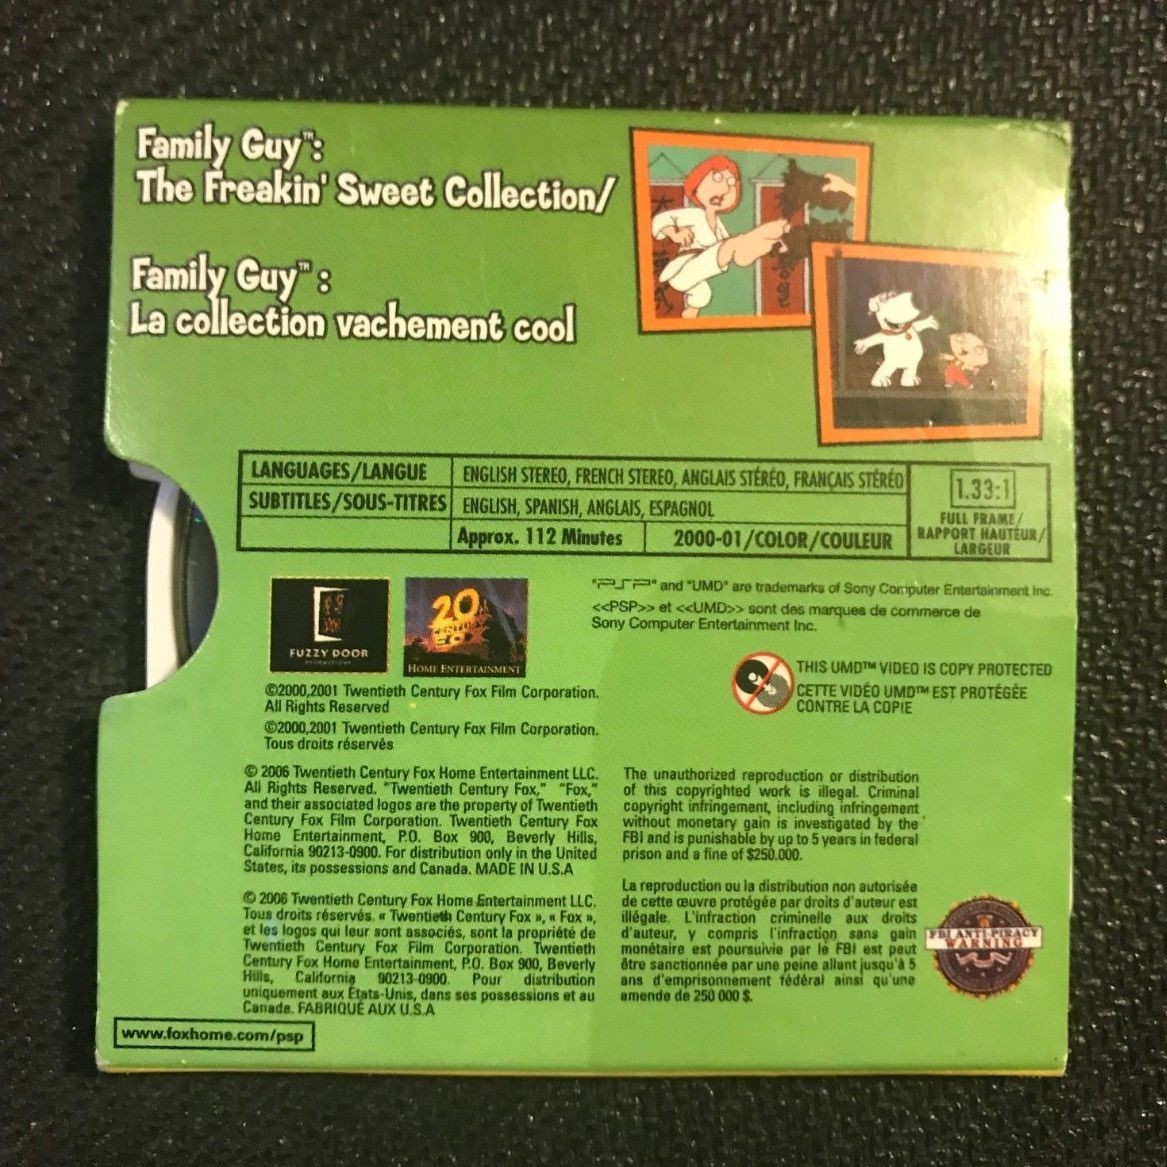 Family Guy™:
The Freakin' Sweet Collection/
Family Guy™ :
La collection vachement cool
LANGUAGES/LANGUE
ENGLISH STEREO, FRENCH STEREO, ANGLAIS STÉRÉO, FRANÇAIS STÉRÉO
SUBTITLES/SOUS-TITRES
ENGLISH, SPANISH, ANGLAIS, ESPAGNOL
Approx. 112 Minutes
2000-01/COLOR/COULEUR
1.33:1
FULL FRAME/
RAPPORT HAUTEUR/
LARGEUR
FUZZY DOOR
PRODUCTIONS
20th
CENTURY
FOX
HOME ENTERTAINMENT
"PSP" and "UMD" are trademarks of Sony Computer Entertainment Inc.
<<PSP>> et <<UMD>> sont des marques de commerce de
Sony Computer Entertainment Inc.
THIS UMD™ VIDEO IS COPY PROTECTED
CETTE VIDÉO UMD™ EST PROTÉGÉE
CONTRE LA COPIE
©2000,2001 Twentieth Century Fox Film Corporation.
All Rights Reserved
©2000,2001 Twentieth Century Fox Film Corporation.
Tous droits réservés
© 2006 Twentieth Century Fox Home Entertainment LLC.
All Rights Reserved. "Twentieth Century Fox," "Fox,"
and their associated logos are the property of Twentieth
Century Fox Film Corporation. Twentieth Century Fox
Home Entertainment, P.O. Box 900, Beverly Hills,
California 90213-0900. For distribution only in the United
States, its possessions and Canada. MADE IN U.S.A
© 2006 Twentieth Century Fox Home Entertainment LLC.
Tous droits réservés. « Twentieth Century Fox », « Fox »,
et les logos qui leur sont associés, sont la propriété de
Twentieth Century Fox Film Corporation. Twentieth
Century Fox Home Entertainment, P.O. Box 900, Beverly
Hills, California 90213-0900. Pour distribution
uniquement aux États-Unis, dans ses possessions et au
Canada. FABRIQUÉ AUX U.S.A
The unauthorized reproduction or distribution
of this copyrighted work is illegal. Criminal
copyright infringement, including infringement
without monetary gain is investigated by the
FBI and is punishable by up to 5 years in federal
prison and a fine of $250.000.
La reproduction ou la distribution non autorisée
de cette œuvre protégée par droits d'auteur est
illégale. L'infraction criminelle aux droits
d'auteur, y compris l'infraction sans gain
monétaire est poursuivie par le FBI est peut
être sanctionnée par une peine allant jusqu'à 5
ans d'emprisonnement fédéral ainsi qu'une
amende de 250 000 $.
FBI ANTI-PIRACY
WARNING
www.foxhome.com/psp